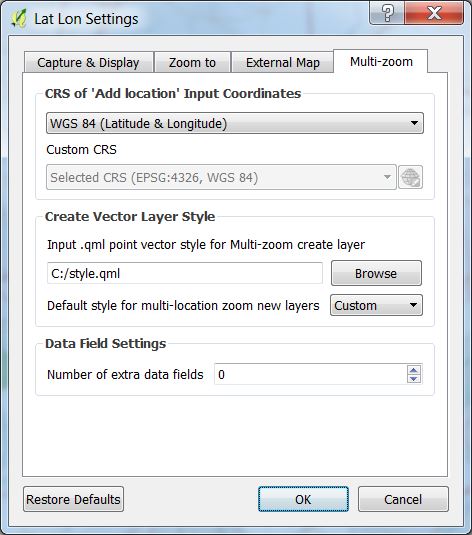 Lat Lon Settings
Capture & Display Zoom to External Map Multi-zoom
CRS of 'Add location' Input Coordinates
WGS 84 (Latitude & Longitude)
Custom CRS
Selected CRS (EPSG:4326, WGS 84)
Create Vector Layer Style
Input .qml point vector style for Multi-zoom create layer
C:/style.qml Browse
Default style for multi-location zoom new layers Custom
Data Field Settings
Number of extra data fields 0
Restore Defaults OK Cancel